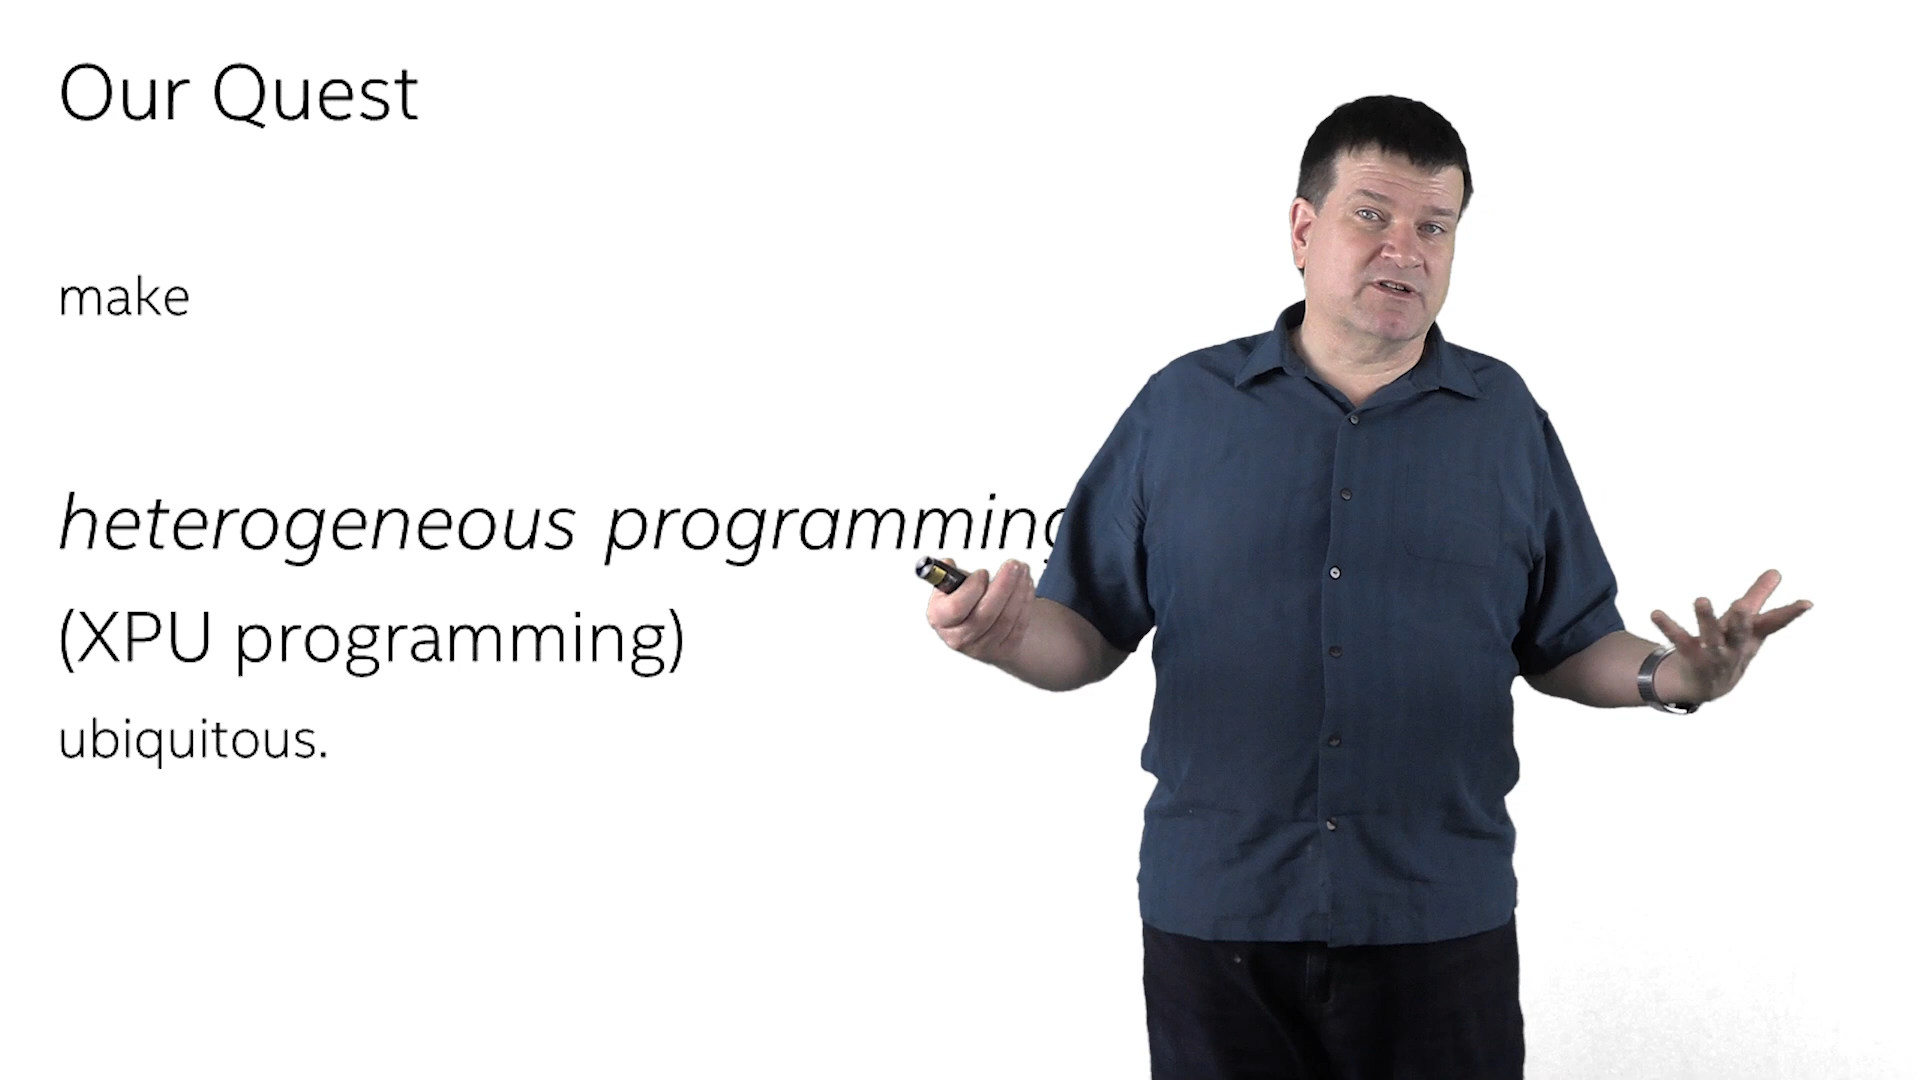 Our Quest
make
heterogeneous programming
(XPU programming)
ubiquitous.